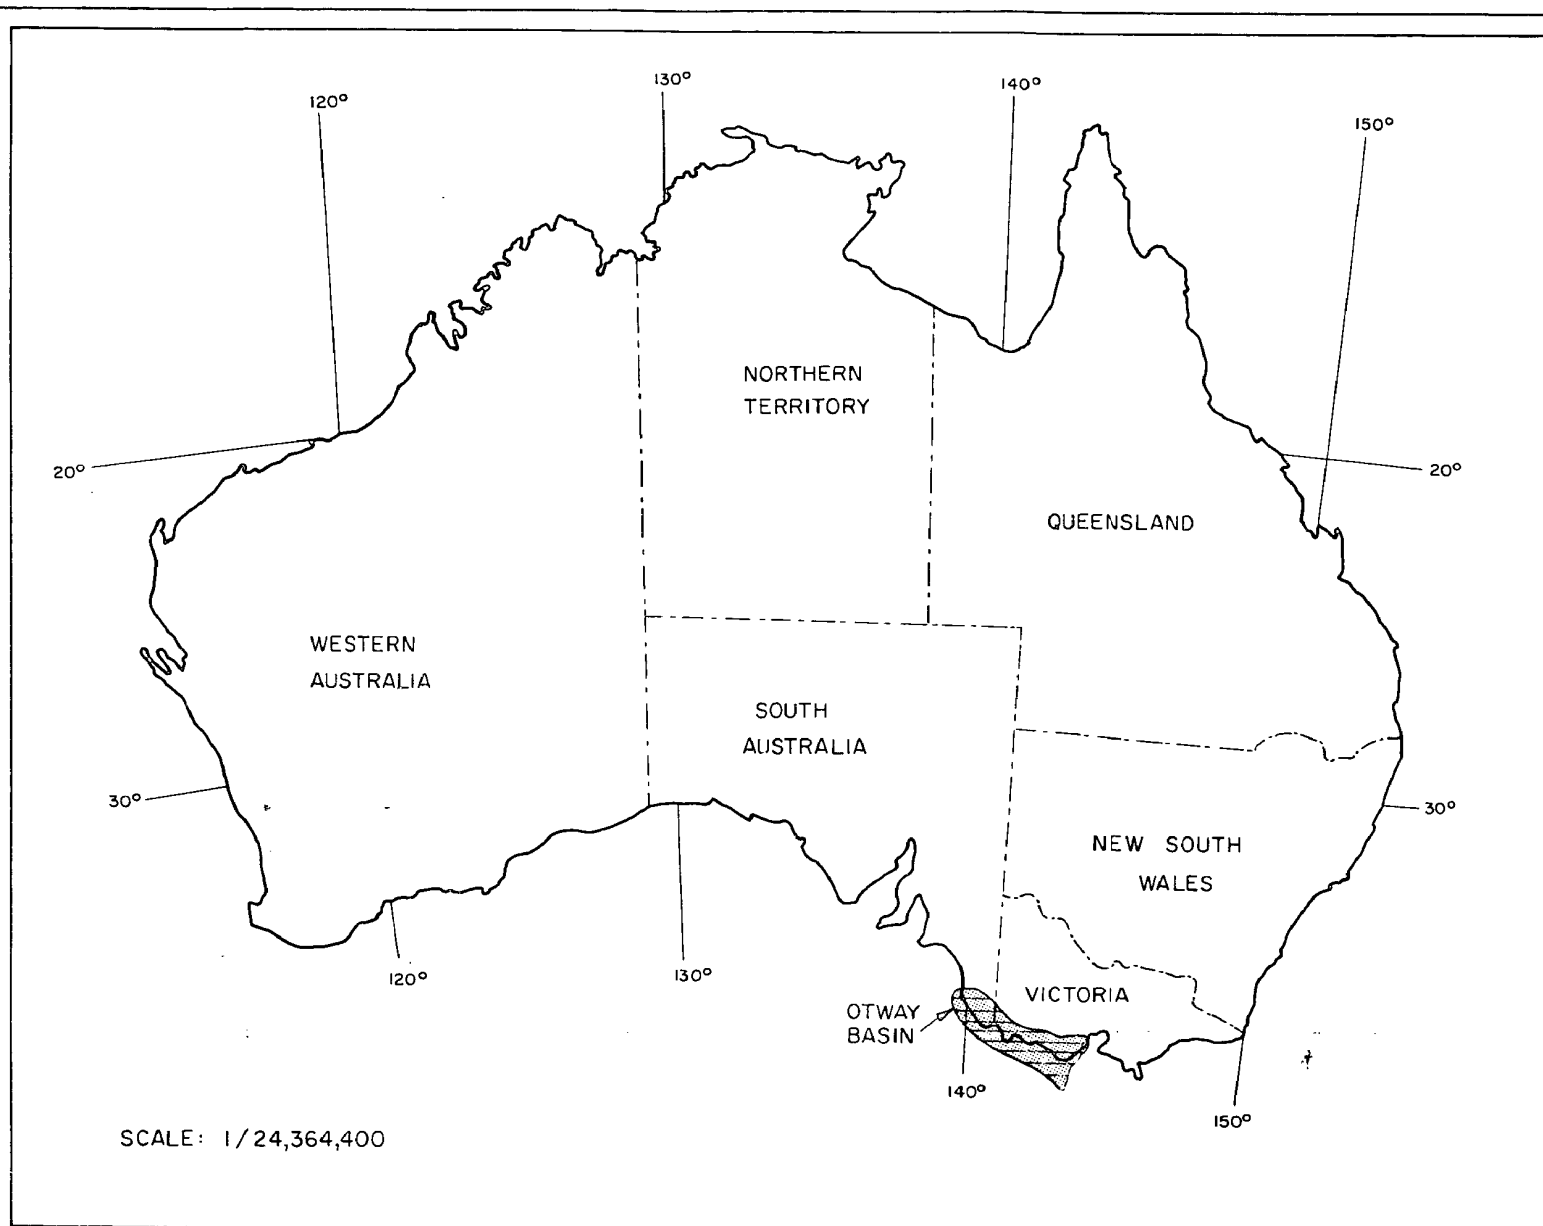 120°
130°
140°
150°
NORTHERN
TERRITORY
20°
20°
QUEENSLAND
WESTERN
AUSTRALIA
SOUTH
AUSTRALIA
30°
30°
NEW SOUTH
WALES
120°
130°
VICTORIA
OTWAY
BASIN
140°
150°
SCALE: 1/24,364,400